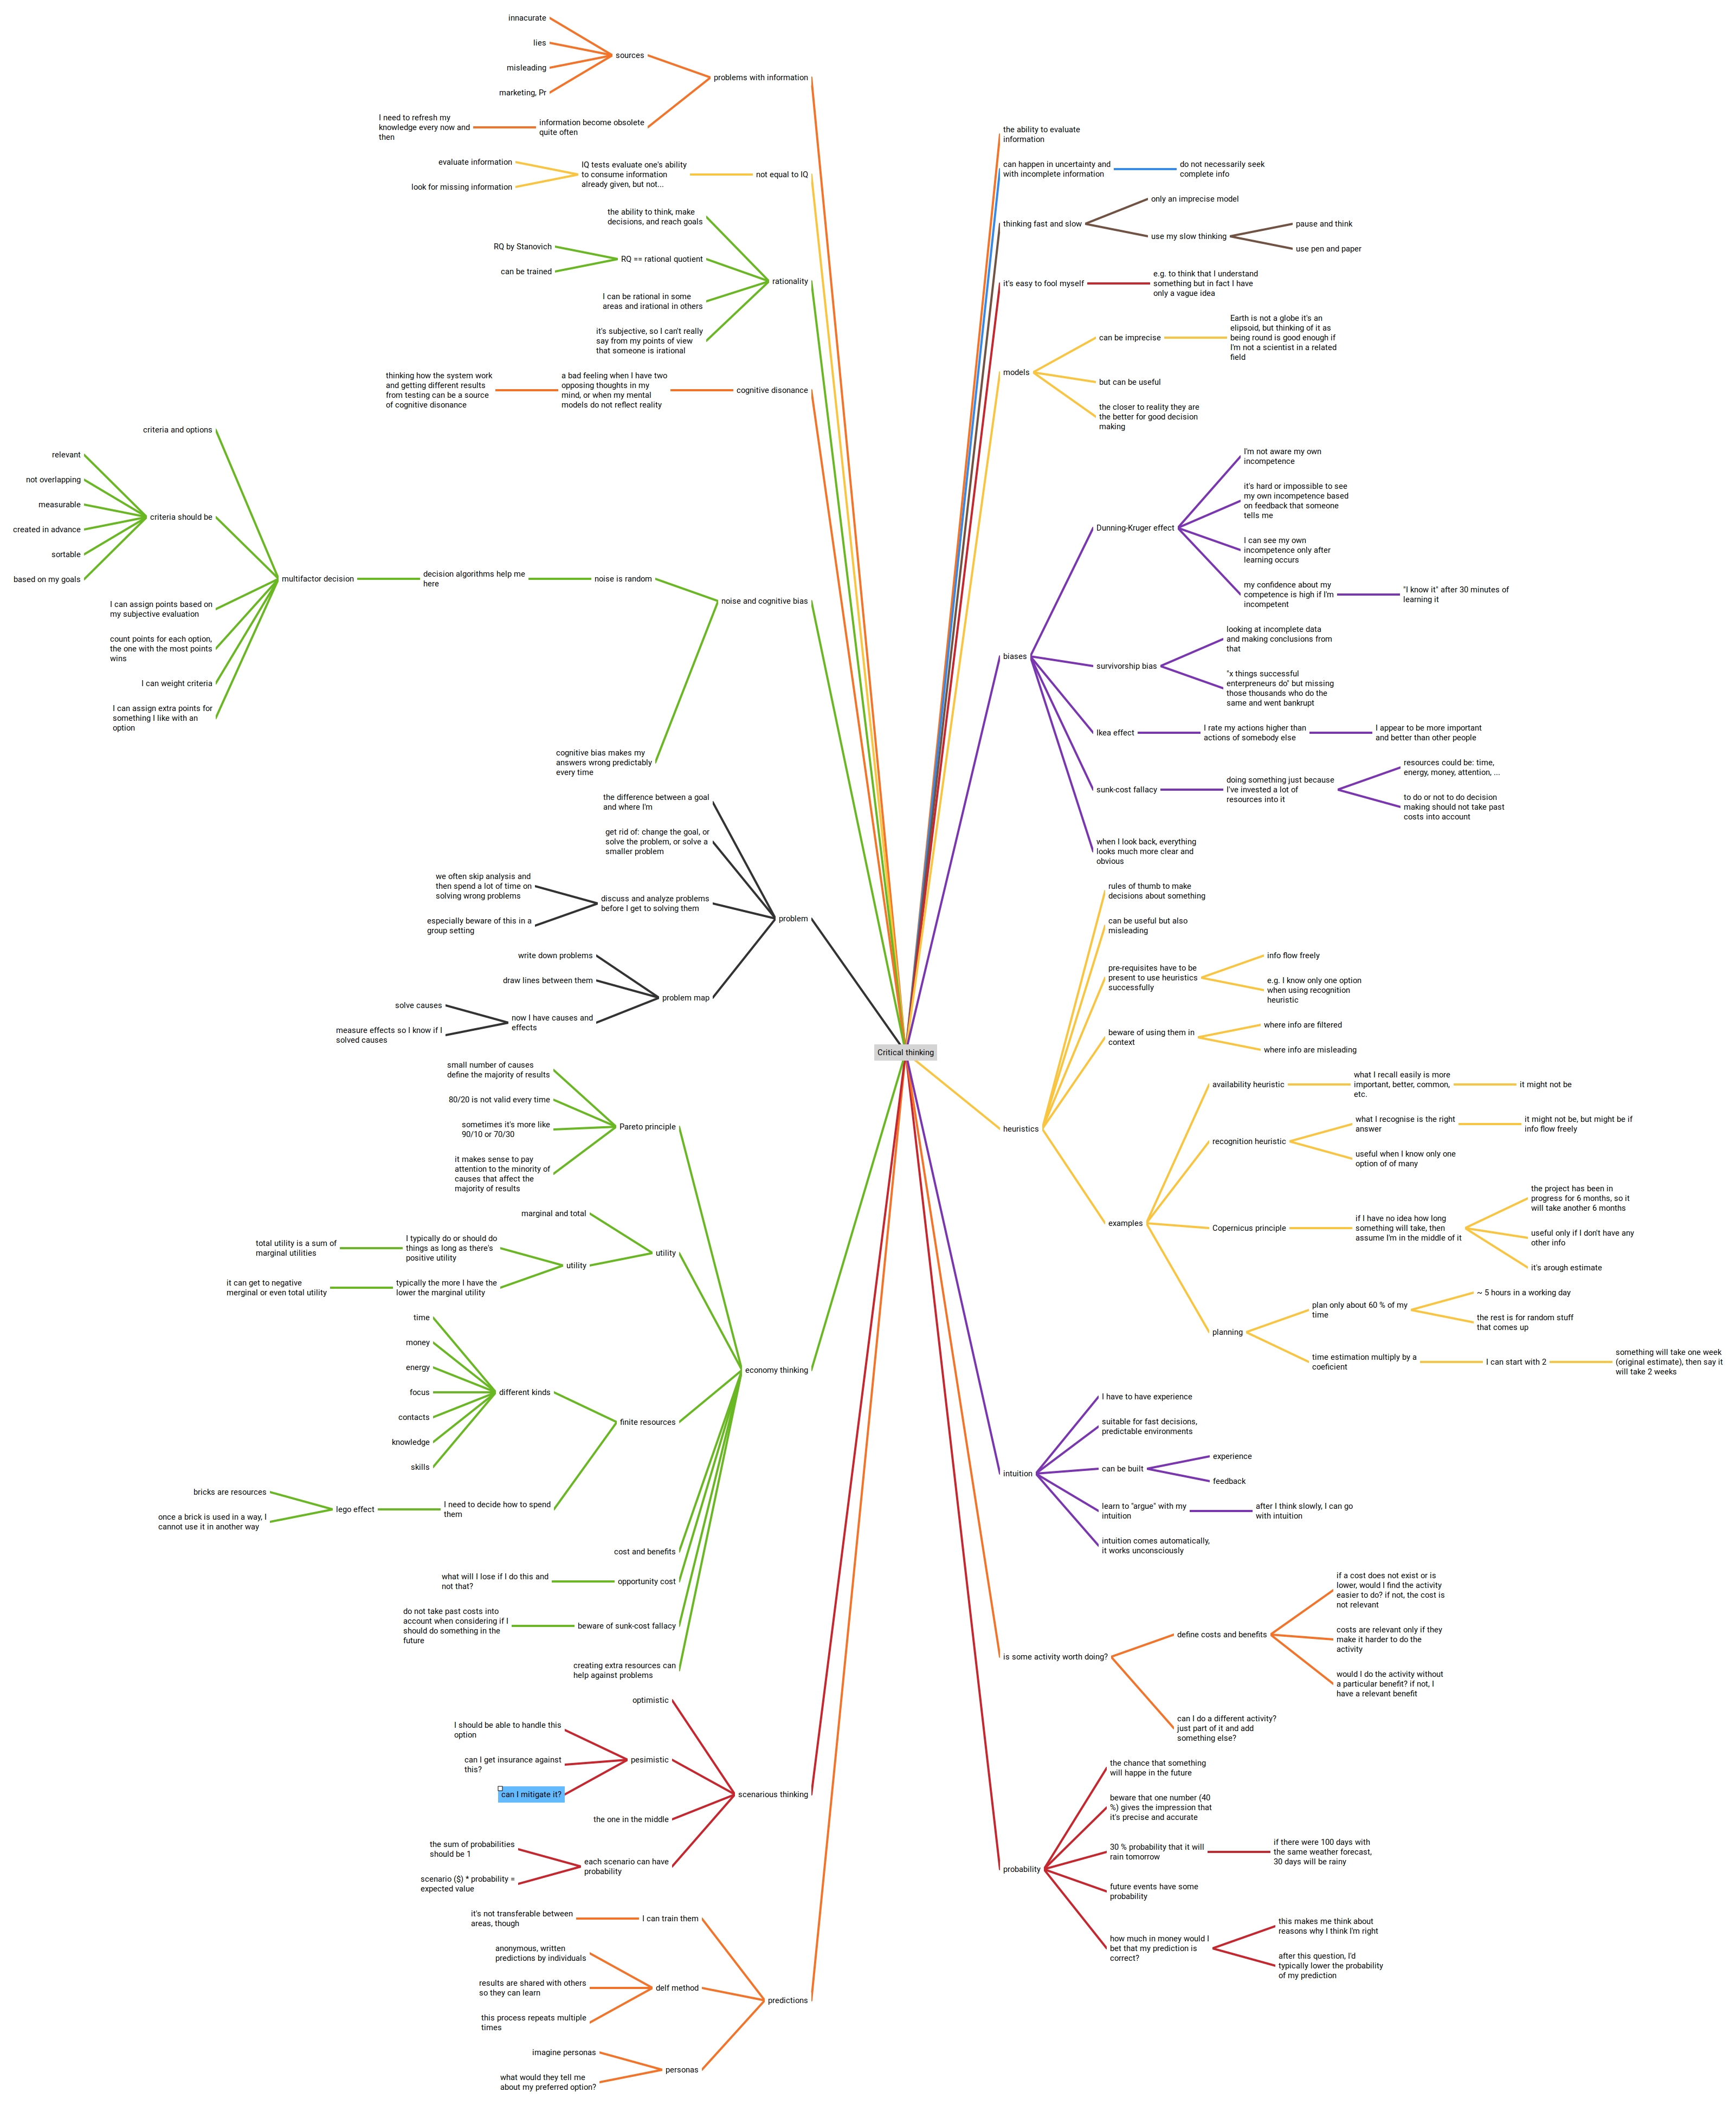 Critical thinking
the ability to evaluate
information
can happen in uncertainty and
with incomplete information
do not necessarily seek
complete info
thinking fast and slow
only an imprecise model
use my slow thinking
pause and think
use pen and paper
it's easy to fool myself
e.g. to think that I understand
something but in fact I have
only a vague idea
models
can be imprecise
Earth is not a globe it's an
elipsoid, but thinking of it as
being round is good enough if
I'm not a scientist in a related
field
but can be useful
the closer to reality they are
the better for good decision
making
biases
Dunning-Kruger effect
I'm not aware my own
incompetence
it's hard or impossible to see
my own incompetence based
on feedback that someone
tells me
I can see my own
incompetence only after
learning occurs
my confidence about my
competence is high if I'm
incompetent
"I know it" after 30 minutes of
learning it
survivorship bias
looking at incomplete data
and making conclusions from
that
"x things successful
enterpreneurs do" but missing
those thousands who do the
same and went bankrupt
Ikea effect
I rate my actions higher than
actions of somebody else
I appear to be more important
and better than other people
sunk-cost fallacy
doing something just because
I've invested a lot of
resources into it
resources could be: time,
energy, money, attention, ...
to do or not to do decision
making should not take past
costs into account
when I look back, everything
looks much more clear and
obvious
heuristics
rules of thumb to make
decisions about something
can be useful but also
misleading
pre-requisites have to be
present to use heuristics
successfully
info flow freely
e.g. I know only one option
when using recognition
heuristic
beware of using them in
context
where info are filtered
where info are misleading
examples
availability heuristic
what I recall easily is more
important, better, common,
etc.
it might not be
recognition heuristic
what I recognise is the right
answer
it might not be, but might be if
info flow freely
useful when I know only one
option of of many
Copernicus principle
if I have no idea how long
something will take, then
assume I'm in the middle of it
the project has been in
progress for 6 months, so it
will take another 6 months
useful only if I don't have any
other info
it's arough estimate
planning
plan only about 60 % of my
time
~ 5 hours in a working day
the rest is for random stuff
that comes up
time estimation multiply by a
coeficient
I can start with 2
something will take one week
(original estimate), then say it
will take 2 weeks
intuition
I have to have experience
suitable for fast decisions,
predictable environments
can be built
experience
feedback
learn to "argue" with my
intuition
after I think slowly, I can go
with intuition
intuition comes automatically,
it works unconsciously
is some activity worth doing?
define costs and benefits
if a cost does not exist or is
lower, would I find the activity
easier to do? if not, the cost is
not relevant
costs are relevant only if they
make it harder to do the
activity
would I do the activity without
a particular benefit? if not, I
have a relevant benefit
can I do a different activity?
just part of it and add
something else?
probability
the chance that something
will happe in the future
beware that one number (40
%) gives the impression that
it's precise and accurate
30 % probability that it will
rain tomorrow
if there were 100 days with
the same weather forecast,
30 days will be rainy
future events have some
probability
how much in money would I
bet that my prediction is
correct?
this makes me think about
reasons why I think I'm right
after this question, I'd
typically lower the probability
of my prediction
problems with information
sources
innacurate
lies
misleading
marketing, Pr
information become obsolete
quite often
I need to refresh my
knowledge every now and
then
not equal to IQ
IQ tests evaluate one's ability
to consume information
already given, but not...
evaluate information
look for missing information
rationality
the ability to think, make
decisions, and reach goals
RQ == rational quotient
RQ by Stanovich
can be trained
I can be rational in some
areas and irational in others
it's subjective, so I can't really
say from my points of view
that someone is irational
cognitive disonance
a bad feeling when I have two
opposing thoughts in my
mind, or when my mental
models do not reflect reality
thinking how the system work
and getting different results
from testing can be a source
of cognitive disonance
noise and cognitive bias
noise is random
decision algorithms help me
here
multifactor decision
criteria and options
criteria should be
relevant
not overlapping
measurable
created in advance
sortable
based on my goals
I can assign points based on
my subjective evaluation
count points for each option,
the one with the most points
wins
I can weight criteria
I can assign extra points for
something I like with an
option
cognitive bias makes my
answers wrong predictably
every time
problem
the difference between a goal
and where I'm
get rid of: change the goal, or
solve the problem, or solve a
smaller problem
discuss and analyze problems
before I get to solving them
we often skip analysis and
then spend a lot of time on
solving wrong problems
especially beware of this in a
group setting
problem map
write down problems
draw lines between them
now I have causes and
effects
solve causes
measure effects so I know if I
solved causes
economy thinking
Pareto principle
small number of causes
define the majority of results
80/20 is not valid every time
sometimes it's more like
90/10 or 70/30
it makes sense to pay
attention to the minority of
causes that affect the
majority of results
utility
marginal and total
utility
I typically do or should do
things as long as there's
positive utility
total utility is a sum of
marginal utilities
typically the more I have the
lower the marginal utility
it can get to negative
merginal or even total utility
finite resources
different kinds
time
money
energy
focus
contacts
knowledge
skills
I need to decide how to spend
them
lego effect
bricks are resources
once a brick is used in a way, I
cannot use it in another way
cost and benefits
opportunity cost
what will I lose if I do this and
not that?
beware of sunk-cost fallacy
do not take past costs into
account when considering if I
should do something in the
future
creating extra resources can
help against problems
scenarious thinking
optimistic
pesimistic
I should be able to handle this
option
can I get insurance against
this?
can I mitigate it?
the one in the middle
each scenario can have
probability
the sum of probabilities
should be 1
scenario ($) * probability =
expected value
predictions
I can train them
it's not transferable between
areas, though
delf method
anonymous, written
predictions by individuals
results are shared with others
so they can learn
this process repeats multiple
times
personas
imagine personas
what would they tell me
about my preferred option?